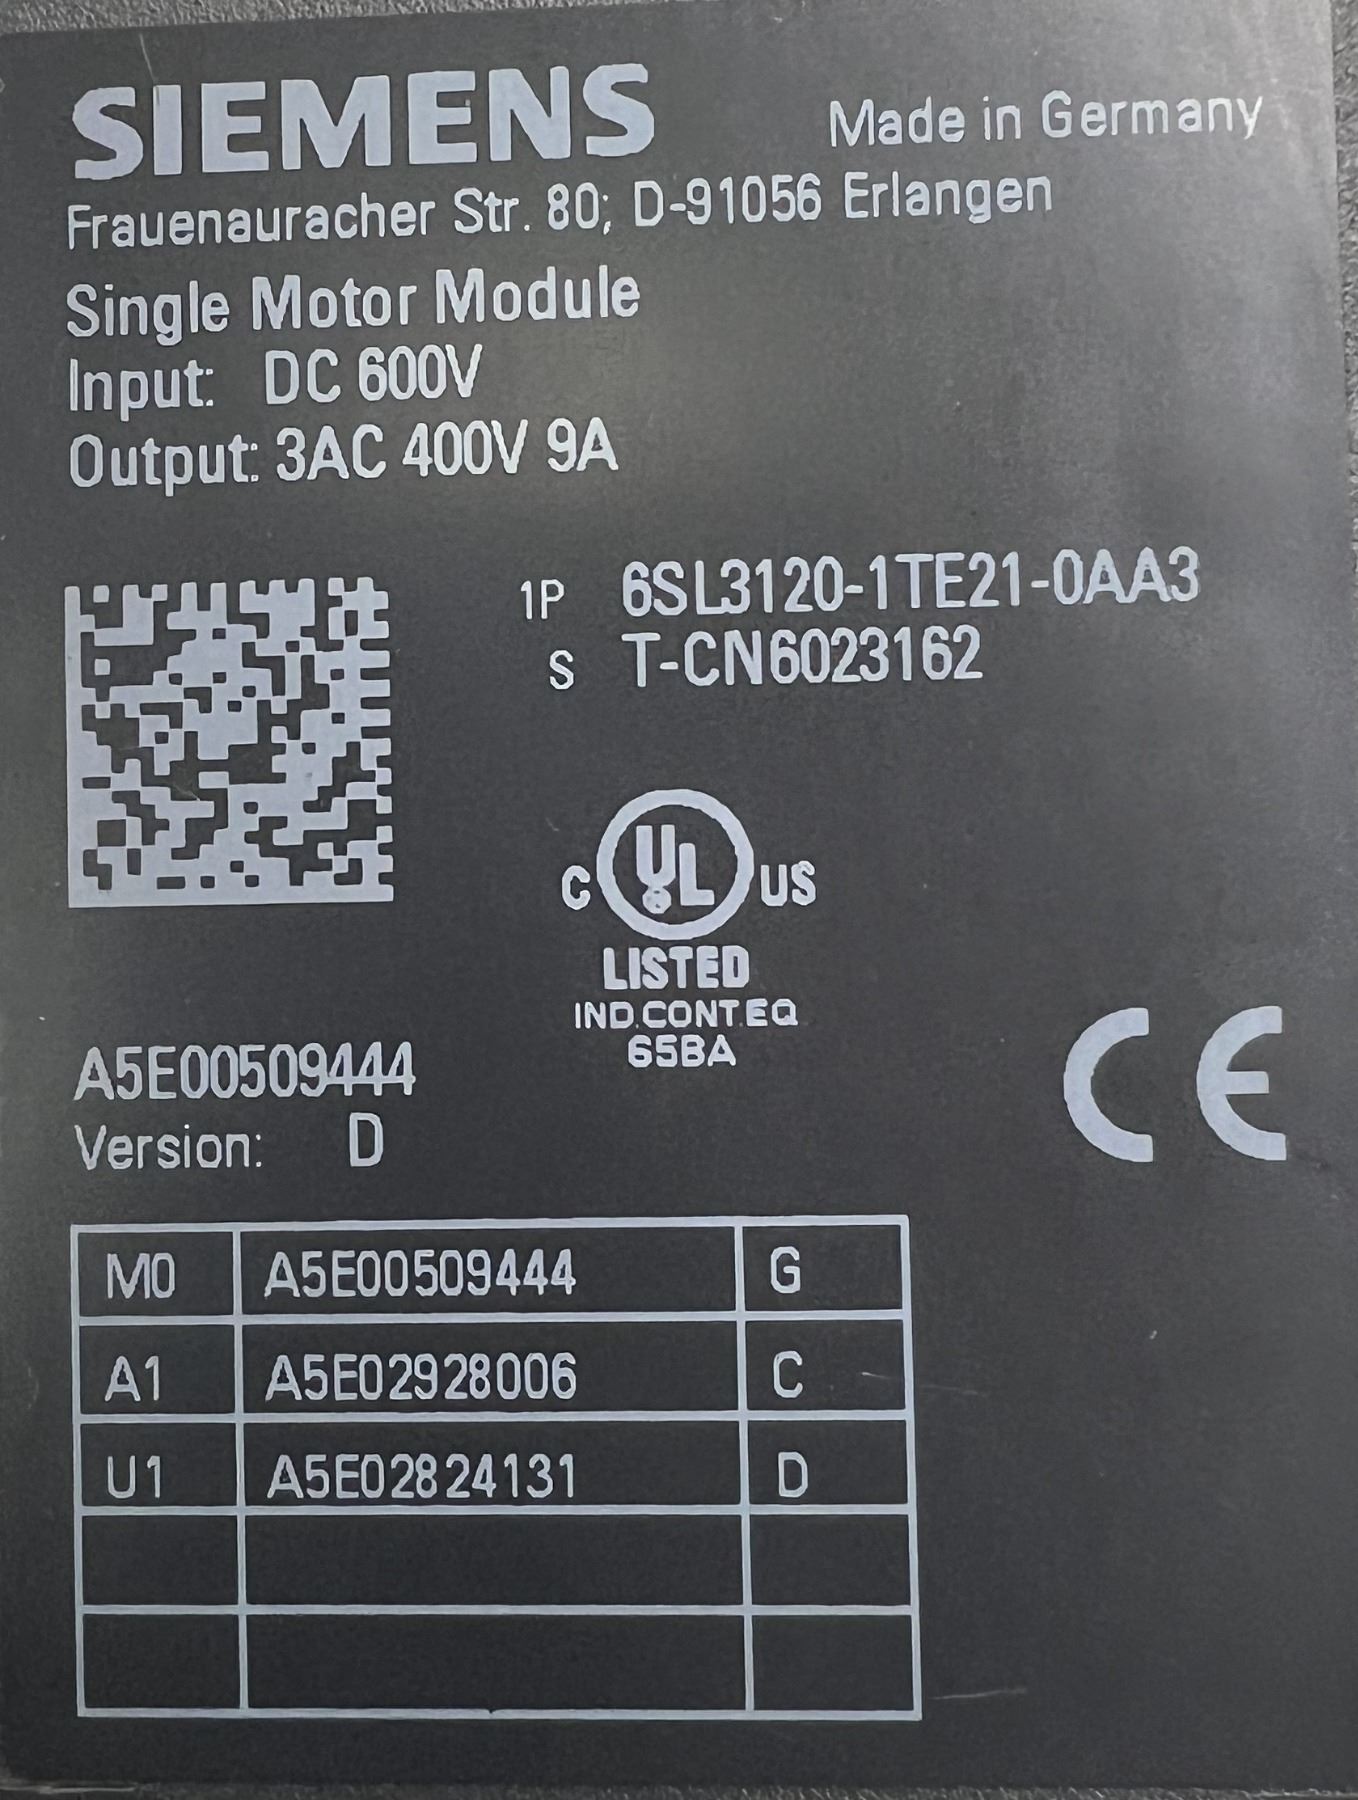 SIEMENS
Made in Germany
Frauenauracher Str. 80; D-91056 Erlangen
Single Motor Module
Input: DC 600V
Output: 3AC 400V 9A
1P 6SL3120-1TE21-0AA3
S T-CN6023162
C UL US
LISTED
IND.CONT.EQ
65BA
CE
A5E00509444
Version: D
M0 A5E00509444 G
A1 A5E02928006 C
U1 A5E02824131 D